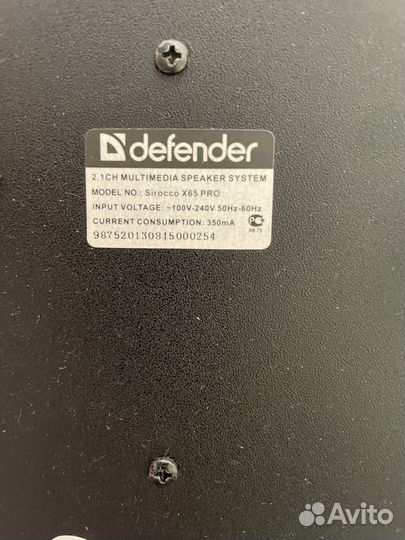 defender
2.1CH MULTIMEDIA SPEAKER SYSTEM
MODEL NO.: Sirocco X65 PRO
INPUT VOLTAGE: ~100V-240V 50Hz-60Hz
CURRENT CONSUMPTION: 350mA
987520130815000254
Avito